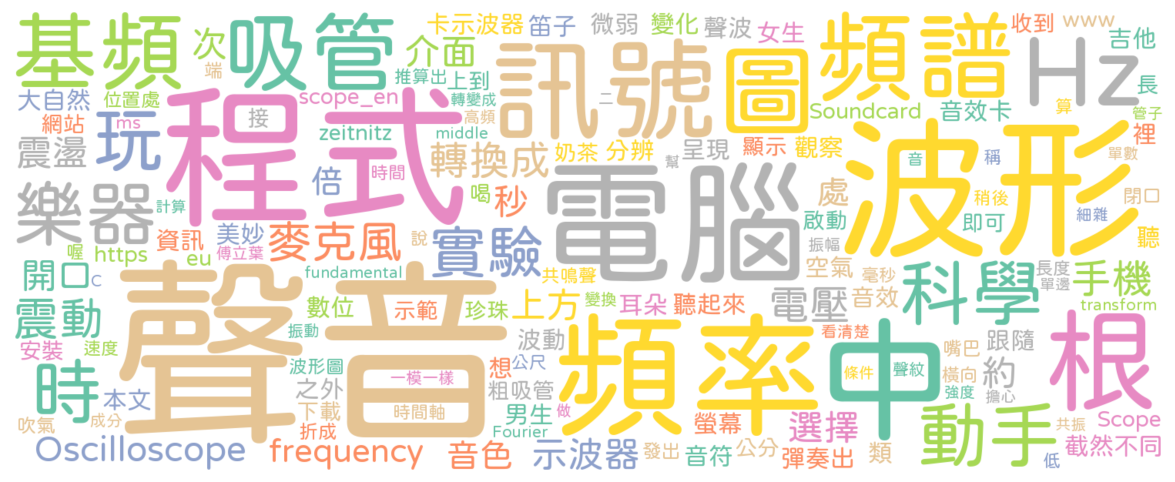 基頻
次
吸管
介面
卡示波器
笛子
微弱
變化
聲波
女生
頻譜
收到
www
吉他
Hz
端
推算出
上到
訊號
圖
大自然
位置處
scope_en
轉變成
二
Soundcard
音效卡
算
長
管子
網站
ms
玩
程式
接
zeitnitz
高頻
middle
震盪
轉換成
奶茶
分辨
幫
呈現
顯示
觀察
音
稱
裡
單數
波形
樂器
倍
時間
喝
秒
電腦
處
稍後
閉口
啟動
即可
細雜
聽
計算
美妙
資訊
傅立葉
麥克風
說
實驗
振幅
喔
https
eu
開口
C
fundamental
共鳴聲
空氣
毫秒
科學
長度
單邊
手機
震動
聲音
數位
示範
珍珠
上方
變換
耳朵
聽起來
電壓
音效
transform
安裝
速度
振動
波形圖
波動
頻率
中
看清楚
跟隨
根
時
本文
之外
一模一樣
想
公尺
粗吸管
條件
聲紋
嘴巴
橫向
約
強度
擔心
吹氣
成分
下載
時間軸
折成
男生
做
Fourier
螢幕
選擇
動手
共振
Scope
Oscilloscope
frequency
音色
示波器
發出
音符
公分
彈奏出
類
低
截然不同